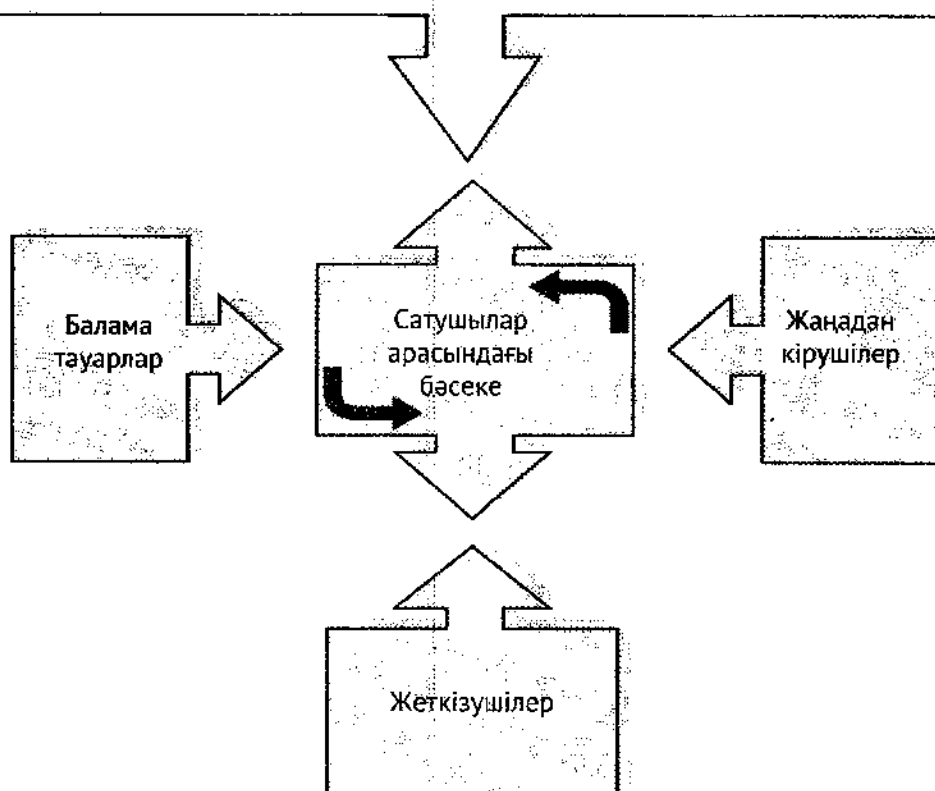 Балама
тауарлар
Сатушылар
арасындағы
бәсеке
Жаңадан
кірушілер
Жеткізушілер